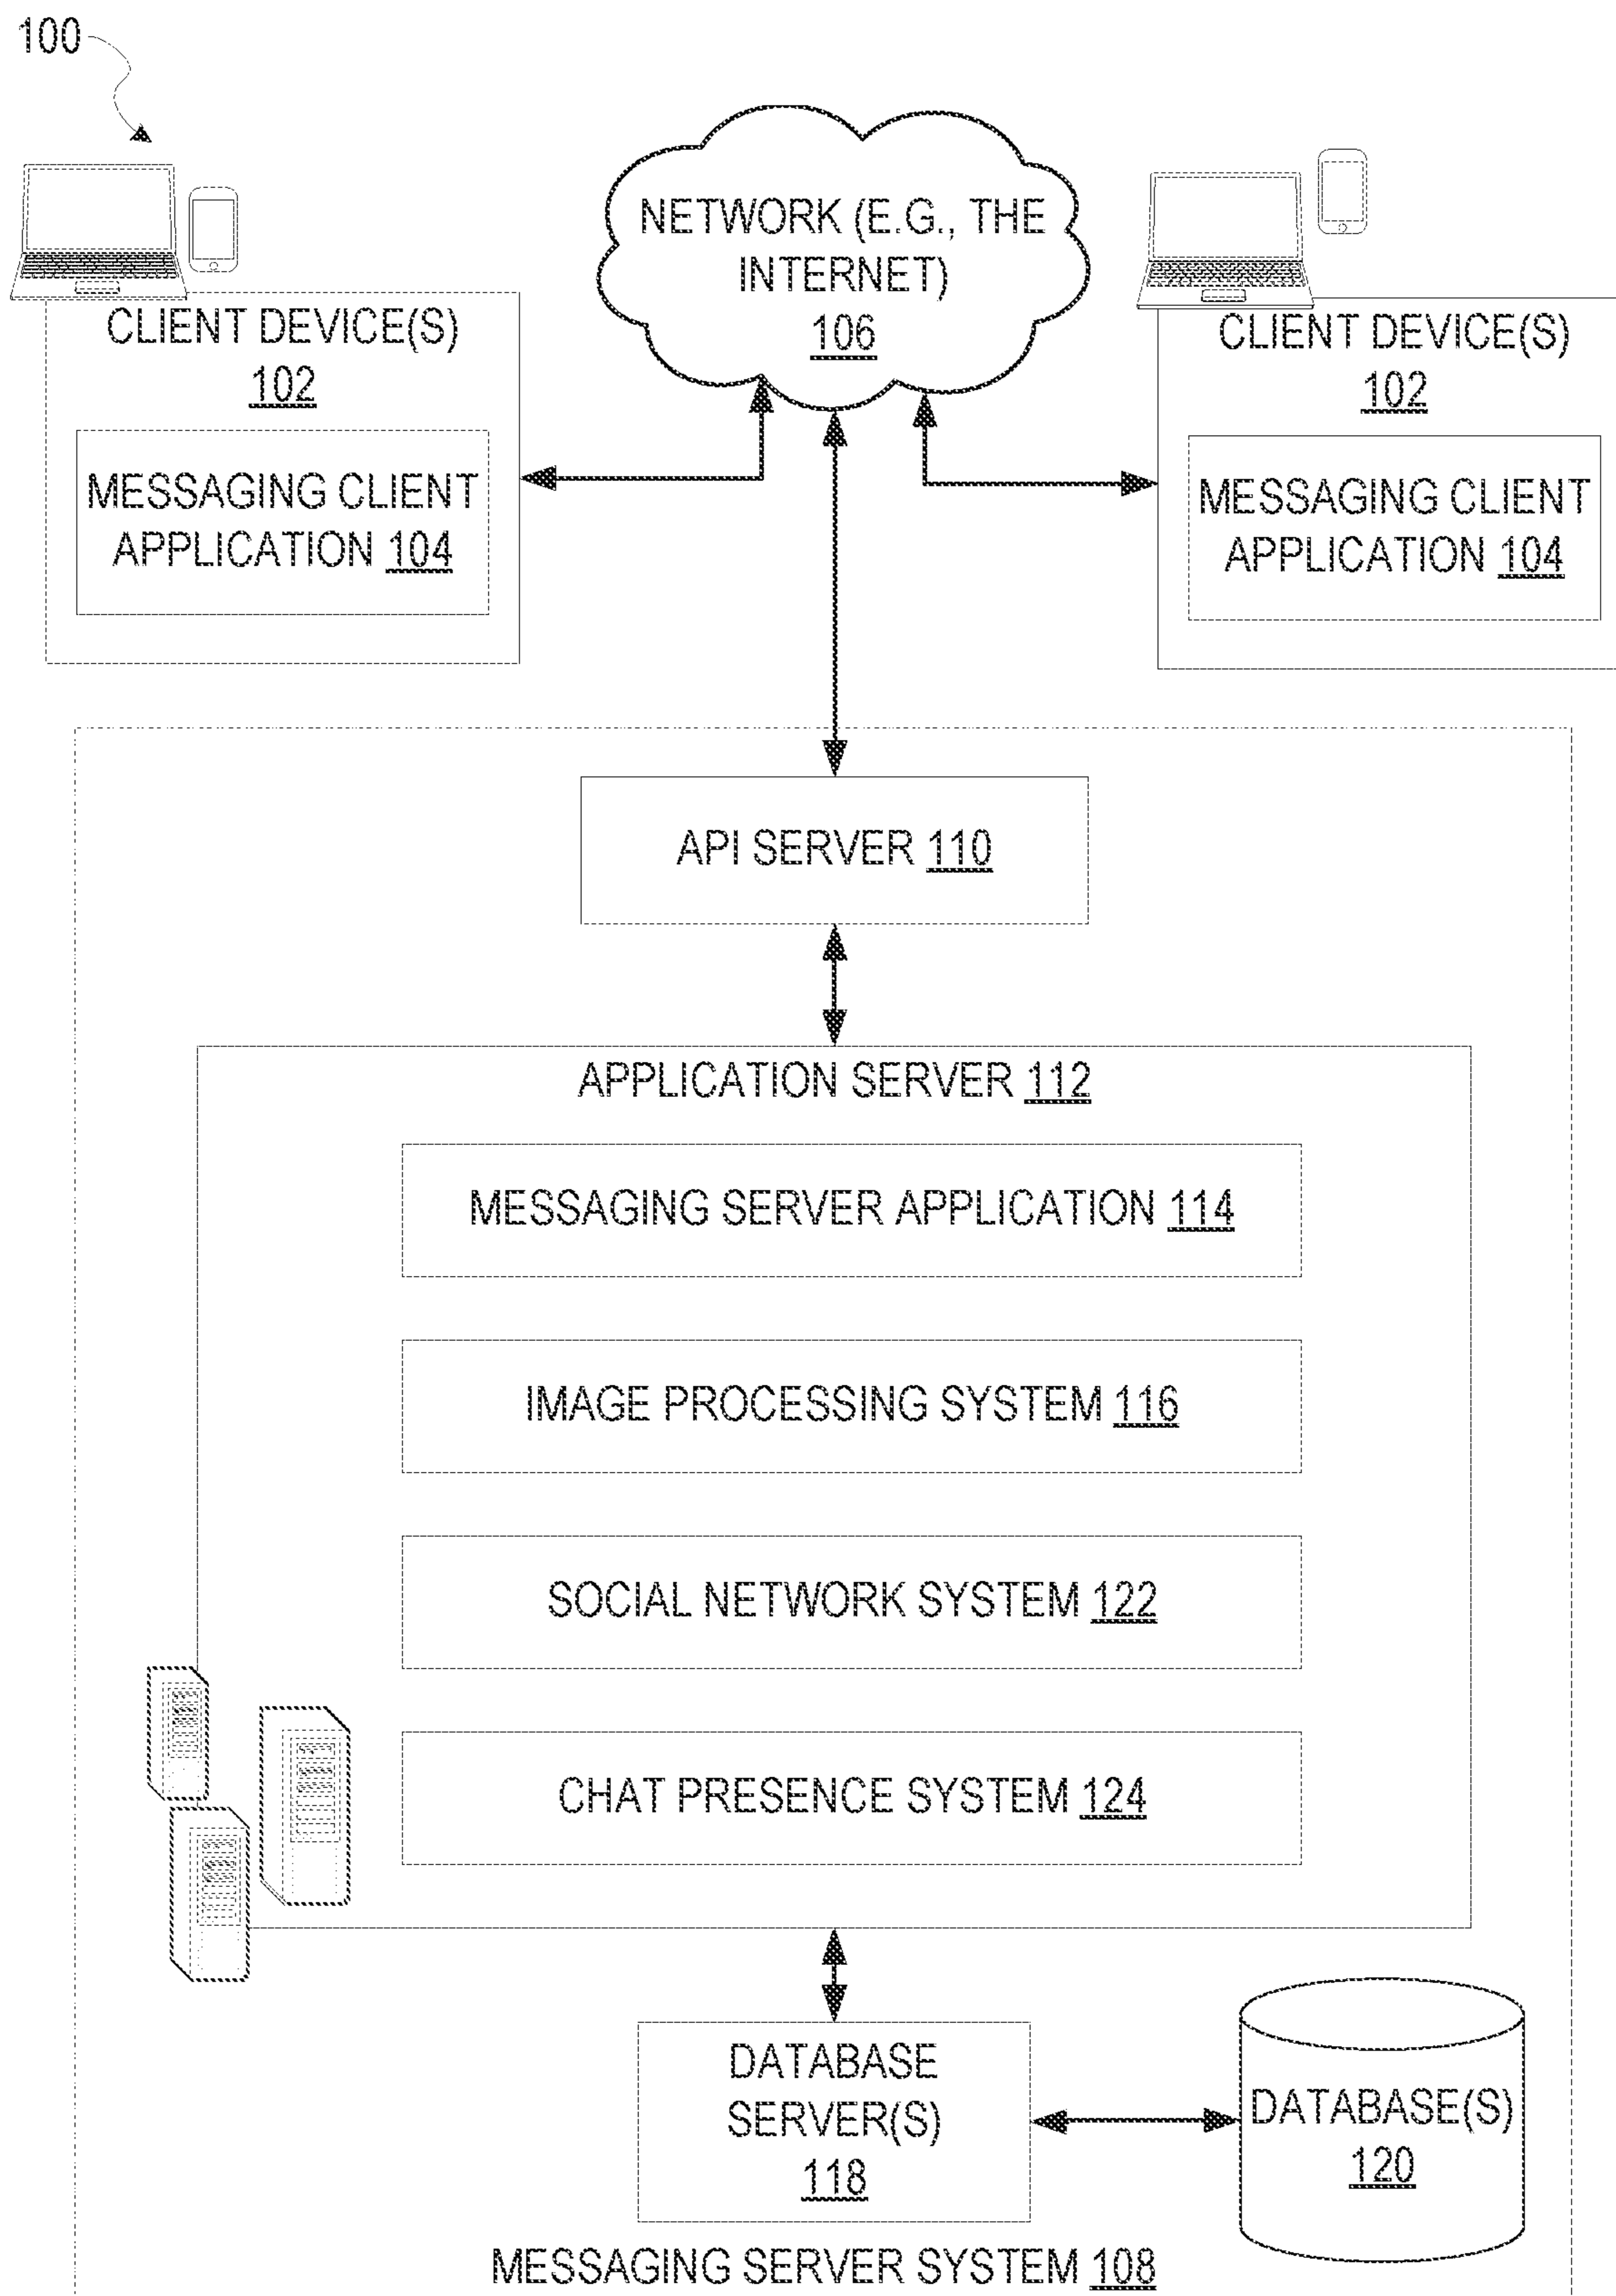 100
NETWORK (E.G., THE
INTERNET)
106
CLIENT DEVICE(S)
102
MESSAGING CLIENT
APPLICATION 104
CLIENT DEVICE(S)
102
MESSAGING CLIENT
APPLICATION 104
API SERVER 110
APPLICATION SERVER 112
MESSAGING SERVER APPLICATION 114
IMAGE PROCESSING SYSTEM 116
SOCIAL NETWORK SYSTEM 122
CHAT PRESENCE SYSTEM 124
DATABASE
SERVER(S)
118
DATABASE(S)
120
MESSAGING SERVER SYSTEM 108